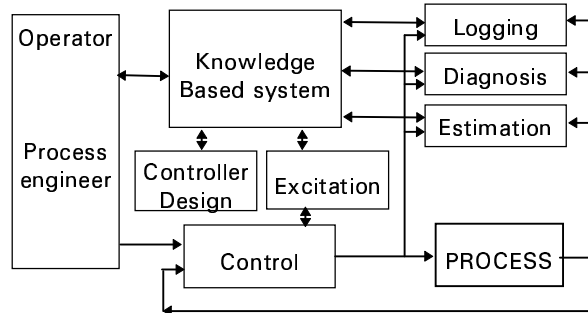 Operator
Process
engineer
Knowledge
Based system
Controller
Design
Excitation
Control
Logging
Diagnosis
Estimation
PROCESS